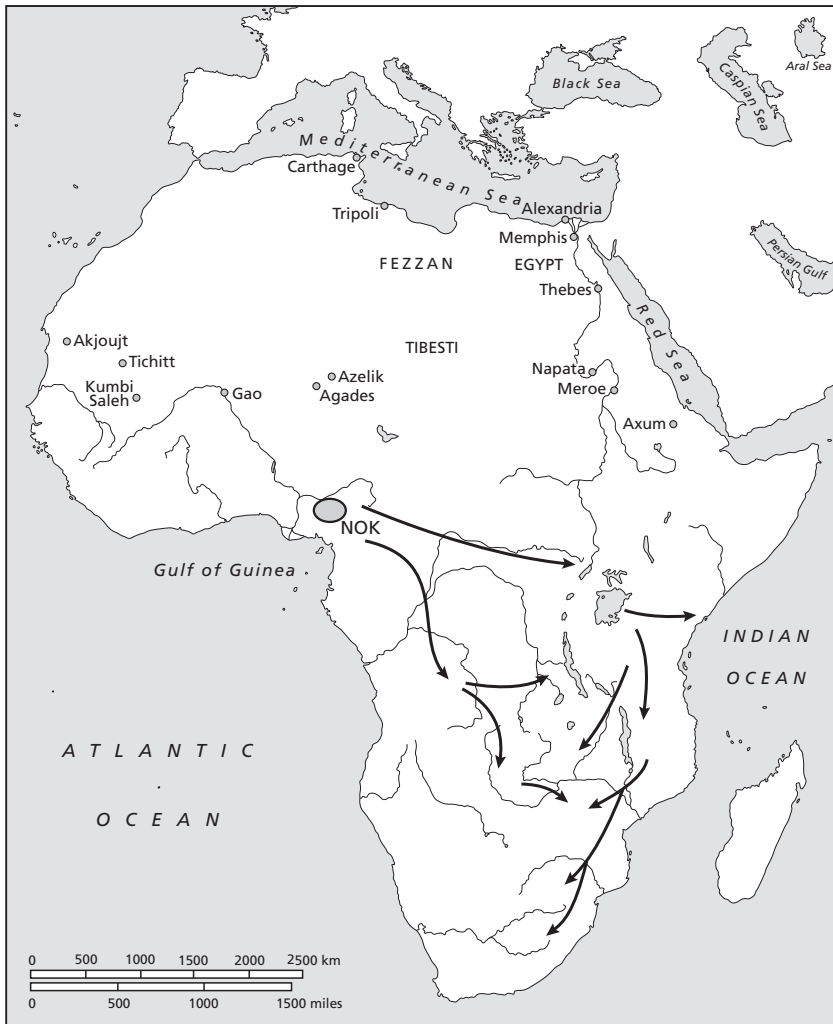 Aral Sea
Caspian Sea
Black Sea
Mediterranean Sea
Carthage
Tripoli
Alexandria
Memphis
FEZZAN
EGYPT
Persian Gulf
Thebes
Red Sea
Akjoujt
TIBESTI
Tichitt
Napata
Azelik
Kumbi
Saleh
Gao
Agades
Meroe
Axum
NOK
Gulf of Guinea
INDIAN
OCEAN
ATLANTIC
OCEAN
0 500 1000 1500 2000 2500 km
0 500 1000 1500 miles